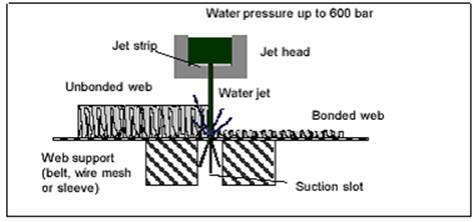 Water pressure up to 600 bar
Jet strip
Jet head
Unbonded web
Water jet
Bonded web
Web support
(belt, wire mesh
or sleeve)
Suction slot